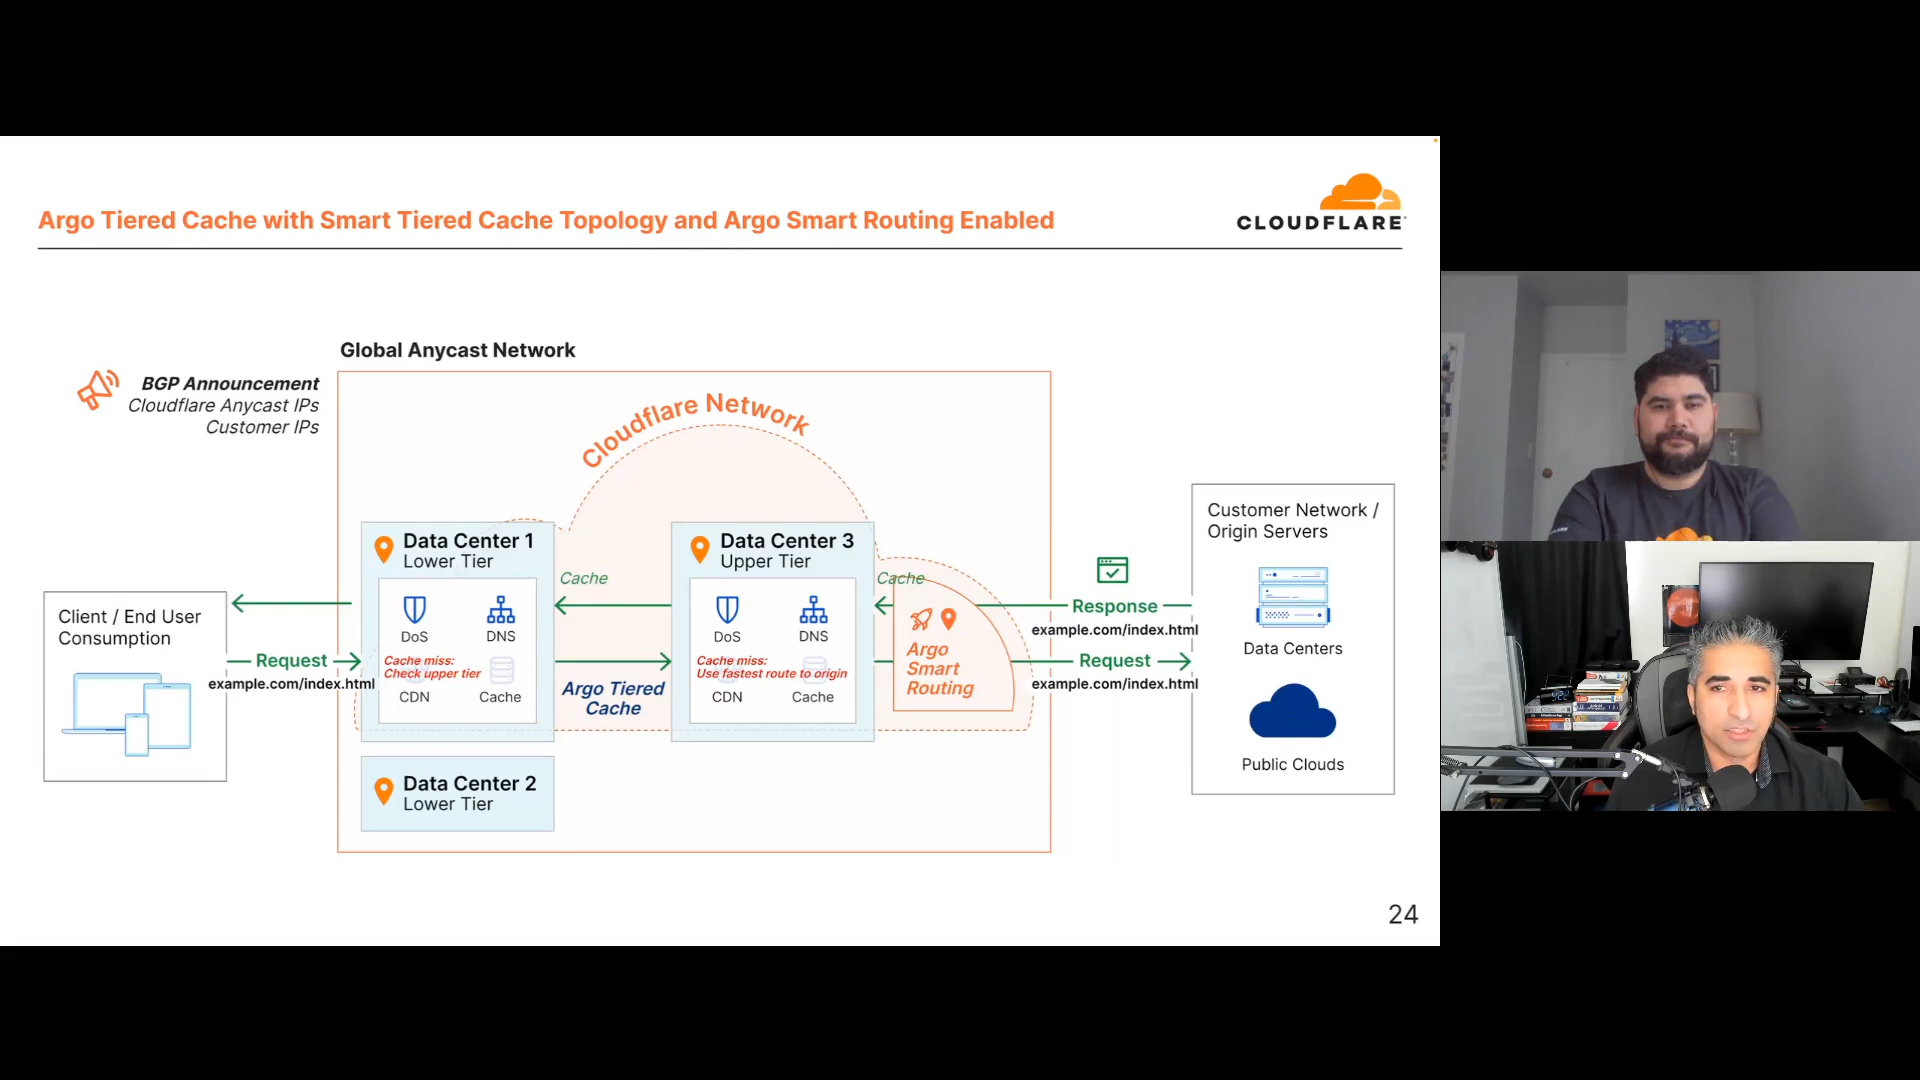 Argo Tiered Cache with Smart Tiered Cache Topology and Argo Smart Routing Enabled
CLOUDFLARE
Global Anycast Network
BGP Announcement
Cloudflare Anycast IPs
Customer IPs
Cloudflare Network
Client / End User
Consumption
Request
example.com/index.html
Data Center 1
Lower Tier
DoS
DNS
Cache miss:
Check upper tier
CDN
Cache
Data Center 2
Lower Tier
Cache
Argo Tiered
Cache
Data Center 3
Upper Tier
DoS
DNS
Cache miss:
Use fastest route to origin
CDN
Cache
Cache
Argo
Smart
Routing
Response
example.com/index.html
Request
example.com/index.html
Customer Network /
Origin Servers
Data Centers
Public Clouds
24